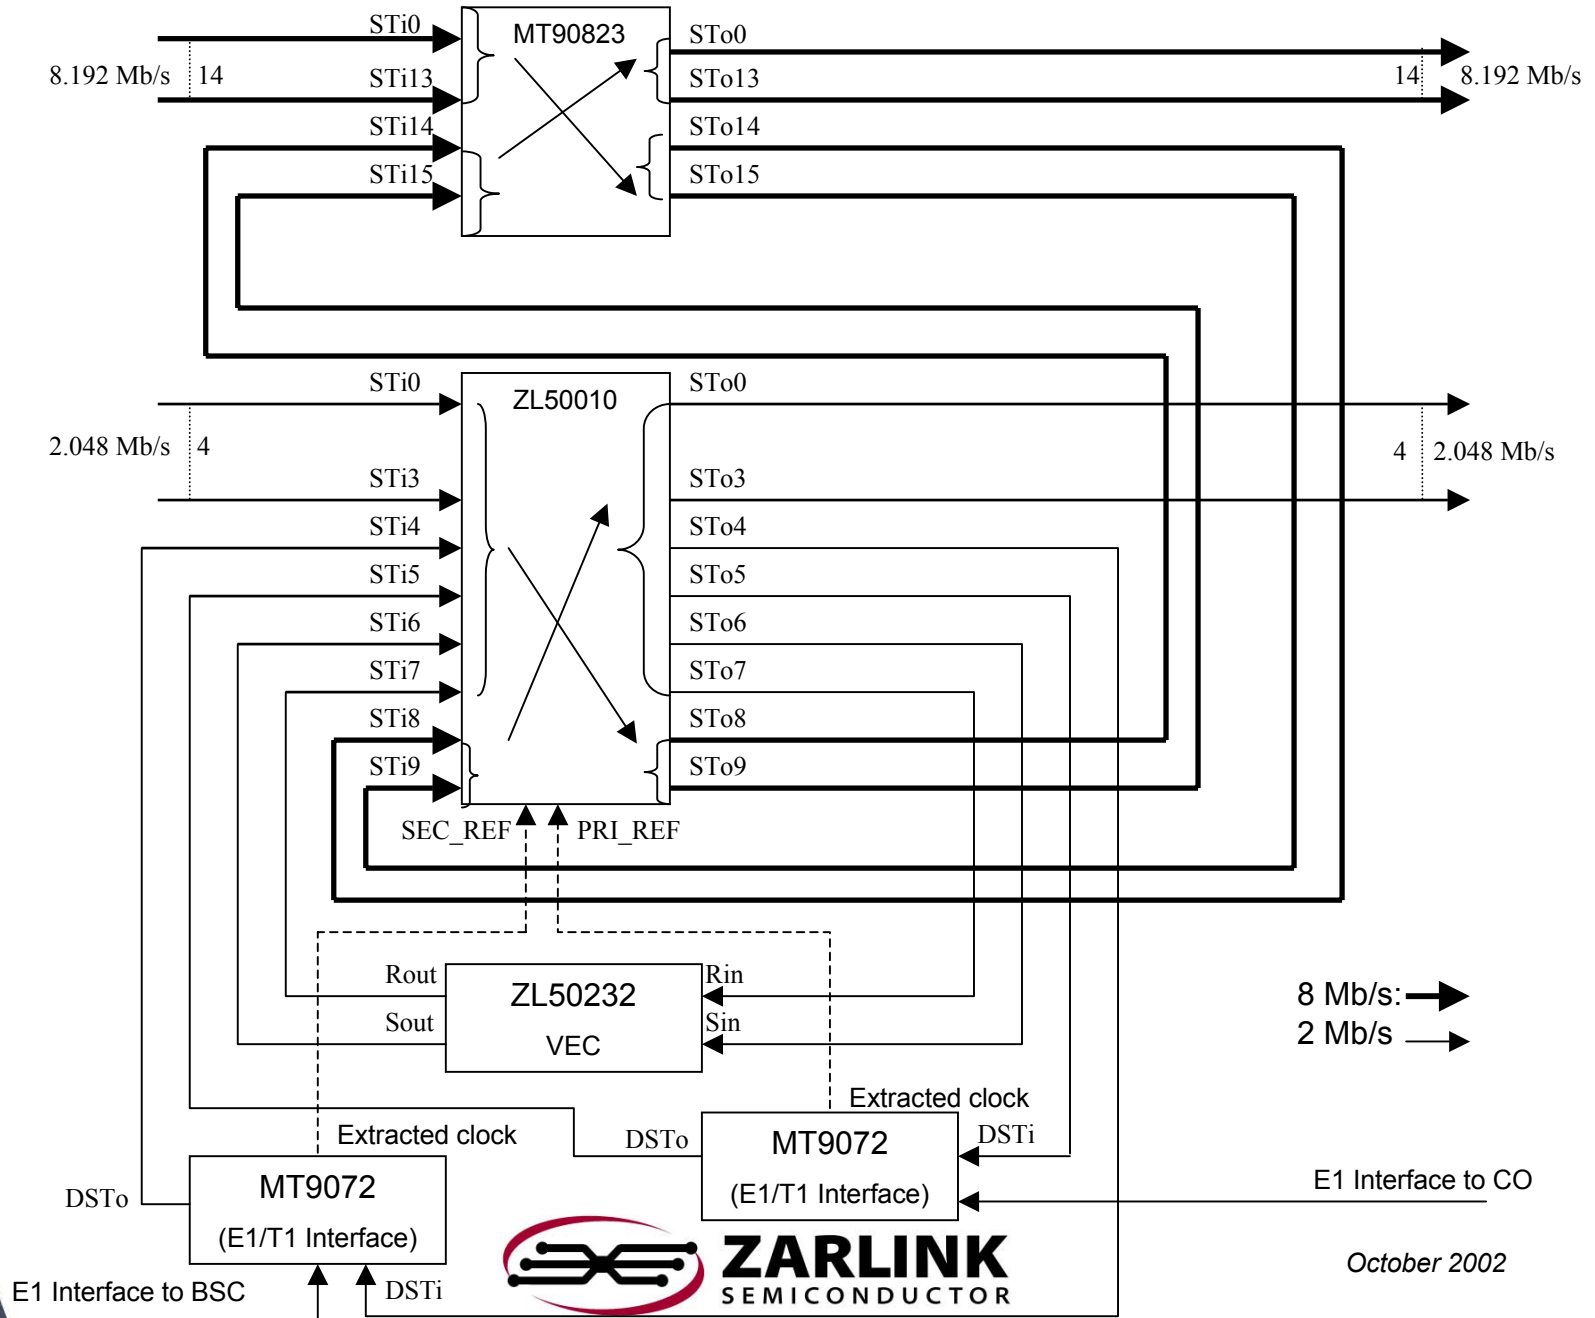 STi0
MT90823
STo0
8.192 Mb/s
14
STi13
STo13
14
8.192 Mb/s
STi14
STo14
STi15
STo15
STi0
ZL50010
STo0
2.048 Mb/s
4
4
2.048 Mb/s
STi3
STo3
STi4
STo4
STi5
STo5
STi6
STo6
STi7
STo7
STi8
STo8
STi9
STo9
SEC_REF
PRI_REF
Rout
ZL50232
Rin
Sout
VEC
Sin
8 Mb/s:
2 Mb/s
Extracted clock
Extracted clock
DSTo
MT9072
DSTi
(E1/T1 Interface)
E1 Interface to CO
DSTo
MT9072
(E1/T1 Interface)
E1 Interface to BSC
DSTi
ZARLINK
SEMICONDUCTOR
October 2002